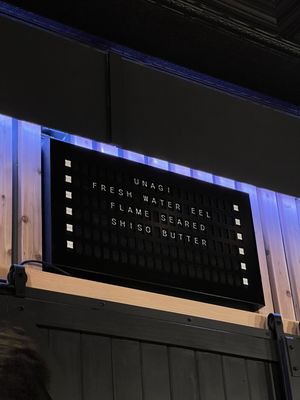 UNAGI
FRESH WATER EEL
FLAME SEARED
SHISO BUTTER